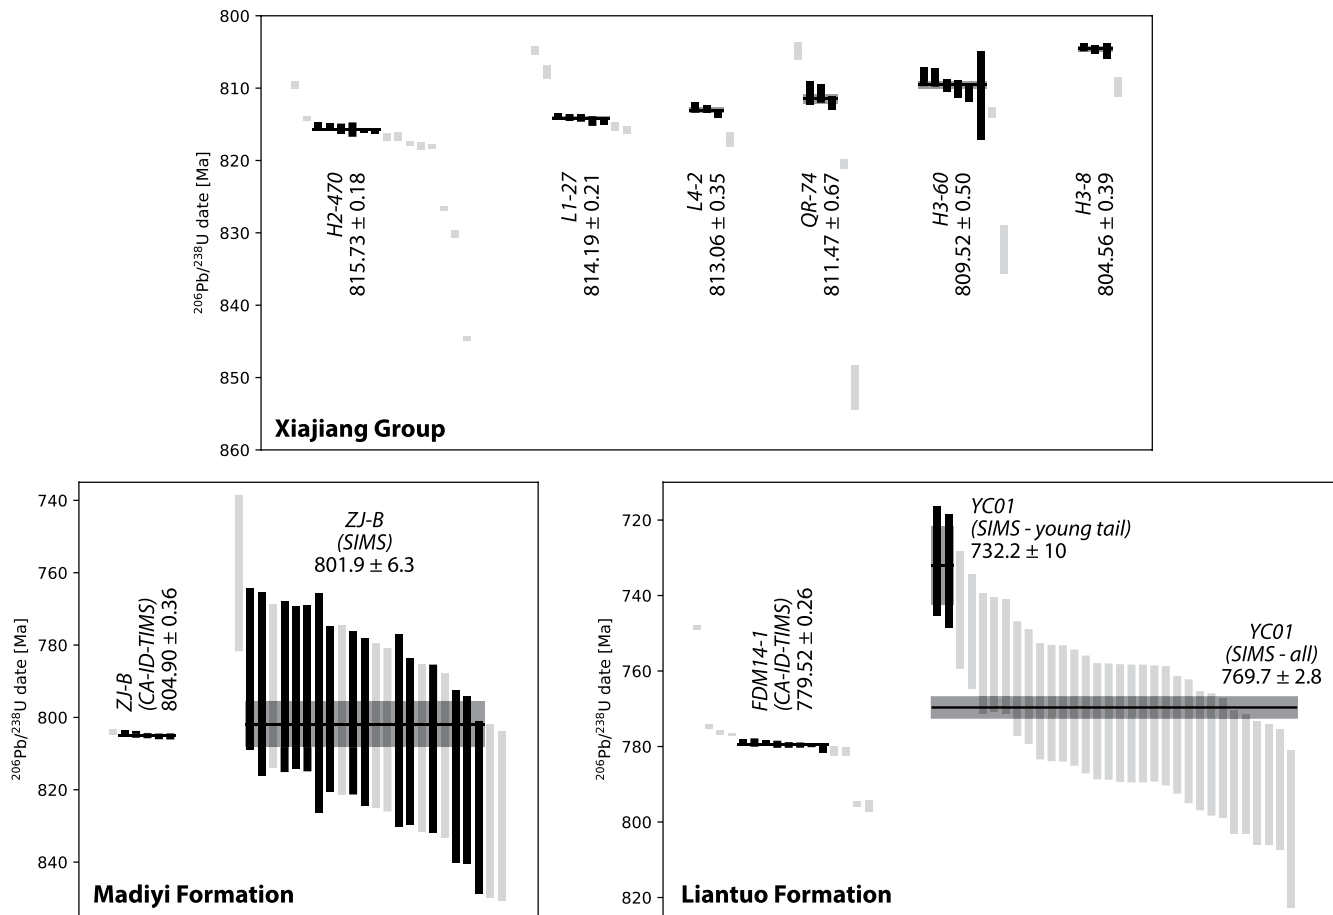 800
810
820
830
840
850
860
²⁰⁶Pb/²³⁸U date [Ma]
H2-470
815.73 ± 0.18
L1-27
814.19 ± 0.21
L4-2
813.06 ± 0.35
QR-74
811.47 ± 0.67
H3-60
809.52 ± 0.50
H3-8
804.56 ± 0.39
Xiajiang Group
740
760
780
800
820
840
²⁰⁶Pb/²³⁸U date [Ma]
ZJ-B
(CA-ID-TIMS)
804.90 ± 0.36
ZJ-B
(SIMS)
801.9 ± 6.3
Madiyi Formation
720
740
760
780
800
820
²⁰⁶Pb/²³⁸U date [Ma]
FDM14-1
(CA-ID-TIMS)
779.52 ± 0.26
YC01
(SIMS - young tail)
732.2 ± 10
YC01
(SIMS - all)
769.7 ± 2.8
Liantuo Formation